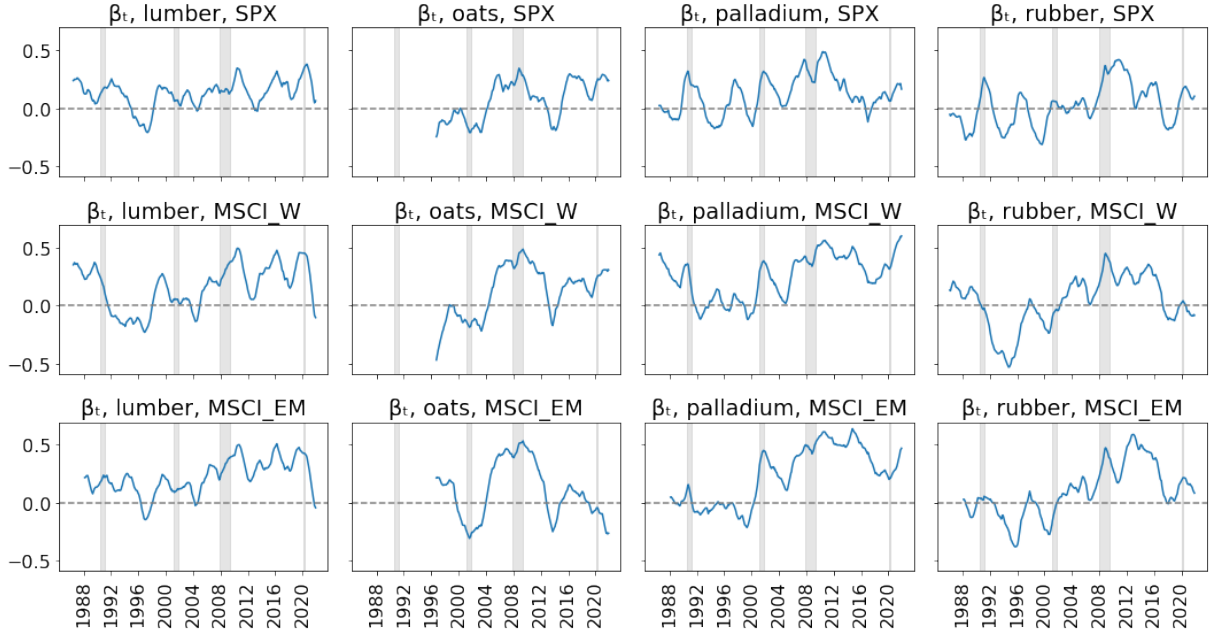 βₜ, lumber, SPX
βₜ, oats, SPX
βₜ, palladium, SPX
βₜ, rubber, SPX
0.5
0.0
−0.5
βₜ, lumber, MSCI_W
βₜ, oats, MSCI_W
βₜ, palladium, MSCI_W
βₜ, rubber, MSCI_W
0.5
0.0
−0.5
βₜ, lumber, MSCI_EM
βₜ, oats, MSCI_EM
βₜ, palladium, MSCI_EM
βₜ, rubber, MSCI_EM
0.5
0.0
−0.5
1988 1992 1996 2000 2004 2008 2012 2016 2020
1988 1992 1996 2000 2004 2008 2012 2016 2020
1988 1992 1996 2000 2004 2008 2012 2016 2020
1988 1992 1996 2000 2004 2008 2012 2016 2020